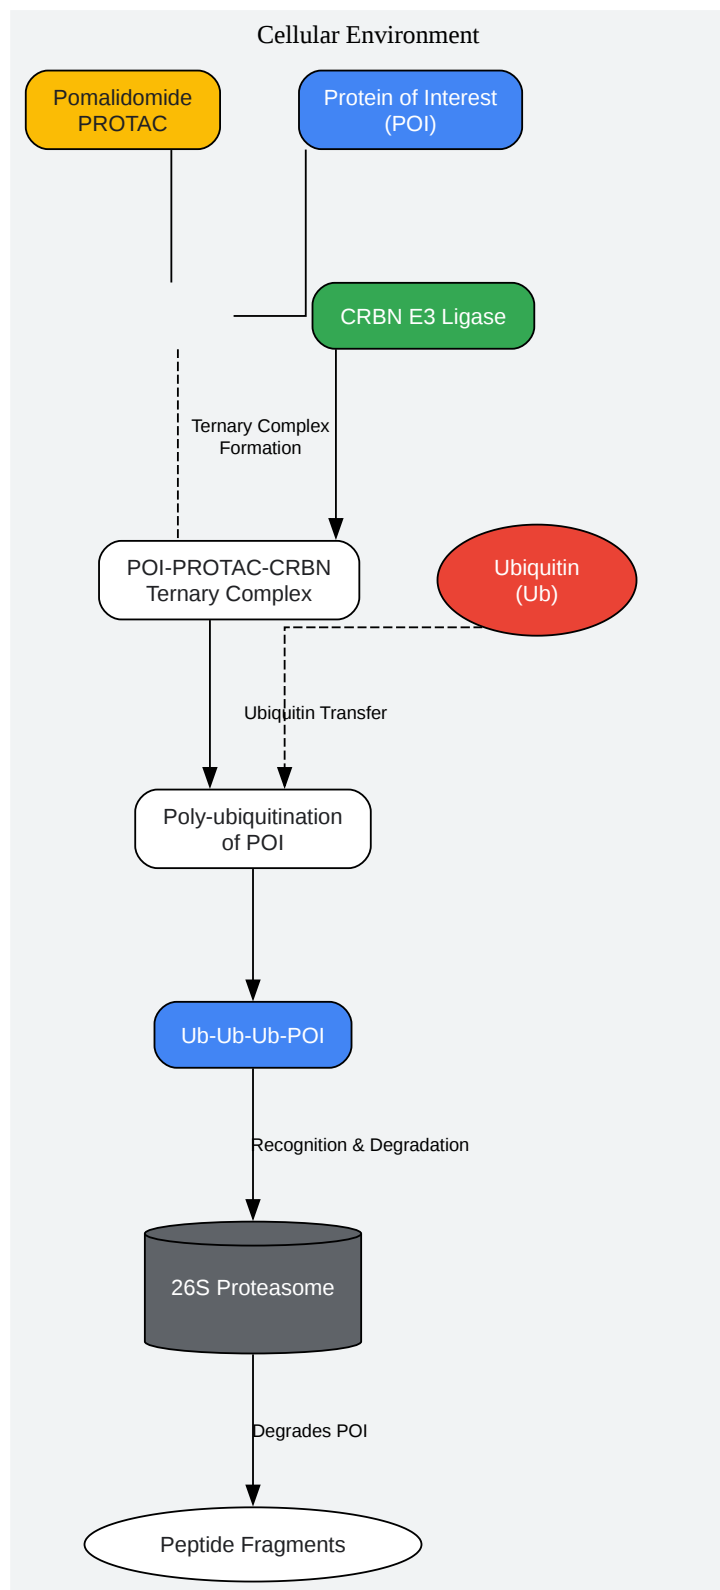 Cellular Environment
Pomalidomide
PROTAC
Protein of Interest
(POI)
CRBN E3 Ligase
Ternary Complex
Formation
POI-PROTAC-CRBN
Ternary Complex
Ubiquitin
(Ub)
Ubiquitin Transfer
Poly-ubiquitination
of POI
Ub-Ub-Ub-POI
Recognition & Degradation
26S Proteasome
Degrades POI
Peptide Fragments